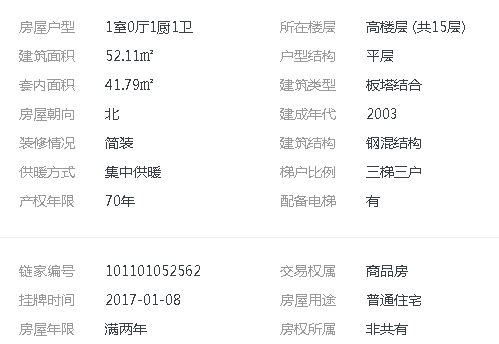 房屋户型 1室0厅1厨1卫 所在楼层 高楼层 (共15层)
建筑面积 52.11㎡ 户型结构 平层
套内面积 41.79㎡ 建筑类型 板塔结合
房屋朝向 北 建成年代 2003
装修情况 简装 建筑结构 钢混结构
供暖方式 集中供暖 梯户比例 三梯三户
产权年限 70年 配备电梯 有
链家编号 101101052562 交易权属 商品房
挂牌时间 2017-01-08 房屋用途 普通住宅
房屋年限 满两年 房权所属 非共有